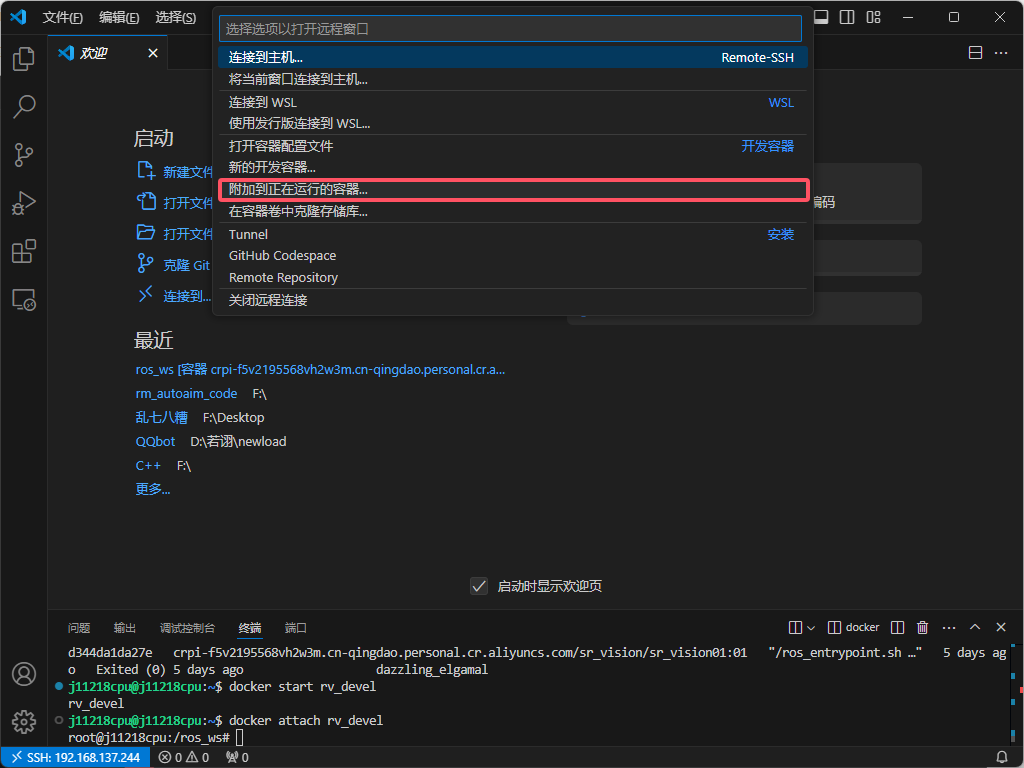 文件(F) 编辑(E) 选择(S)
选择选项以打开远程窗口
欢迎
连接到主机... Remote-SSH
将当前窗口连接到主机...
连接到 WSL WSL
使用发行版连接到 WSL...
打开容器配置文件 开发容器
新的开发容器...
附加到正在运行的容器...
在容器卷中克隆存储库...
Tunnel 安装
GitHub Codespace
Remote Repository
关闭远程连接
启动
新建文件
打开文件
编码
打开文件
克隆 Git
连接到...
最近
ros_ws [容器 crpi-f5v2195568vh2w3m.cn-qingdao.personal.cr.a...
rm_autoaim_code F:\
乱七八糟 F:\Desktop
QQbot D:\若诩\newload
C++ F:\
更多...
启动时显示欢迎页
问题 输出 调试控制台 终端 端口 docker
d344da1da27e crpi-f5v2195568vh2w3m.cn-qingdao.personal.cr.aliyuncs.com/sr_vision/sr_vision01:01 "/ros_entrypoint.sh …" 5 days ag
o Exited (0) 5 days ago dazzling_elgamal
j11218cpu@j11218cpu:~$ docker start rv_devel
rv_devel
j11218cpu@j11218cpu:~$ docker attach rv_devel
root@j11218cpu:/ros_ws#
SSH: 192.168.137.244 0 0 0